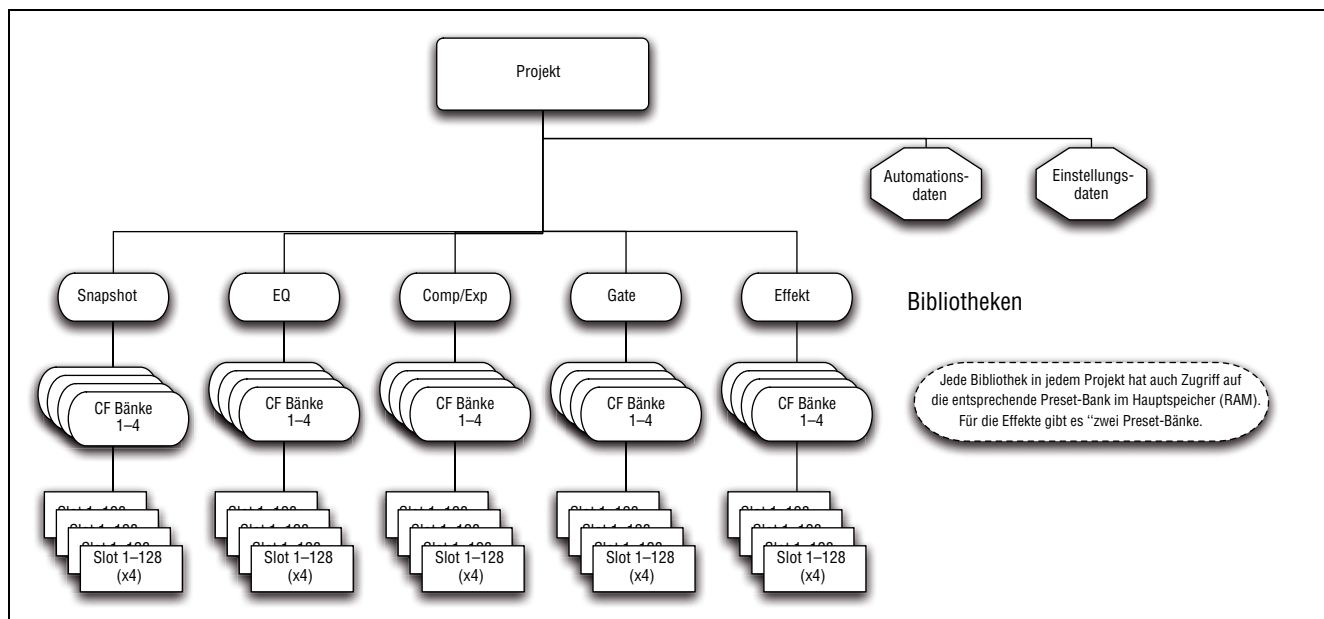 Projekt
Automations-
daten
Einstellungs-
daten
Snapshot
EQ
Comp/Exp
Gate
Effekt
Bibliotheken
CF Bänke
1–4
CF Bänke
1–4
CF Bänke
1–4
CF Bänke
1–4
CF Bänke
1–4
Jede Bibliothek in jedem Projekt hat auch Zugriff auf
die entsprechende Preset-Bank im Hauptspeicher (RAM).
Für die Effekte gibt es “zwei Preset-Bänke.
Slot 1–128
(x4)
Slot 1–128
(x4)
Slot 1–128
(x4)
Slot 1–128
(x4)
Slot 1–128
(x4)